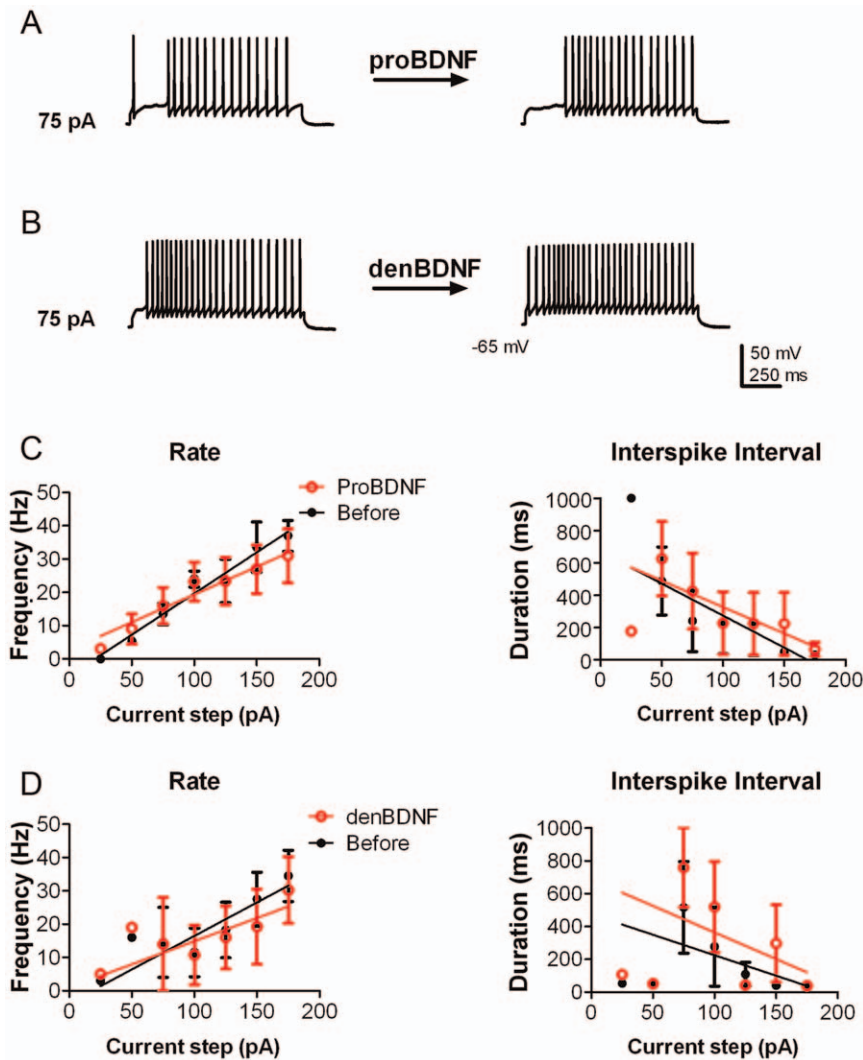 A
proBDNF
75 pA
B
denBDNF
75 pA
-65 mV
50 mV
250 ms
C
Rate
Interspike Interval
ProBDNF
Before
Frequency (Hz)
50
40
30
20
10
0
0 50 100 150 200
Current step (pA)
Duration (ms)
1000
800
600
400
200
0
0 50 100 150 200
Current step (pA)
D
Rate
Interspike Interval
denBDNF
Before
Frequency (Hz)
50
40
30
20
10
0
0 50 100 150 200
Current step (pA)
Duration (ms)
1000
800
600
400
200
0
0 50 100 150 200
Current step (pA)